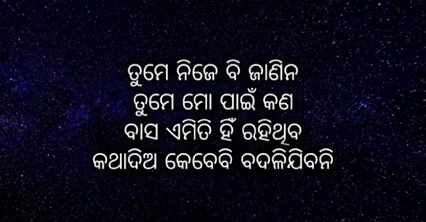 ତୁମେ ନିଜେ ବି ଜାଣିନ
ତୁମେ ମୋ ପାଇଁ କଣ
ବାସ ଏମିତି ହିଁ ରହିଥିବ
କଥାଦିଅ କେବେବି ବଦଳିଯିବନି